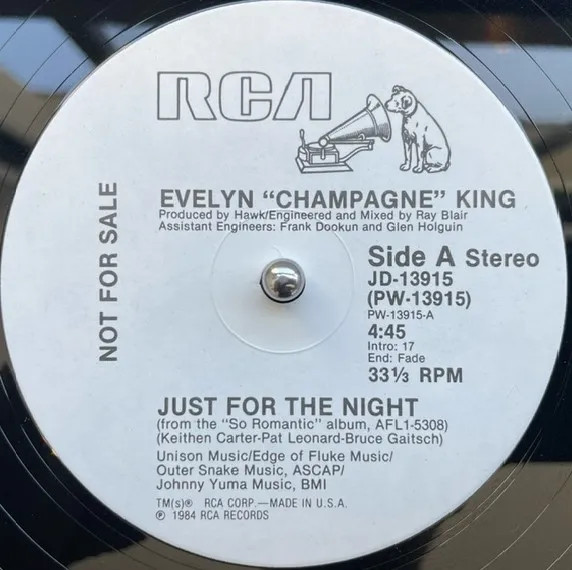 RCA
NOT FOR SALE
EVELYN “CHAMPAGNE” KING
Produced by Hawk/Engineered and Mixed by Ray Blair
Assistant Engineers: Frank Dookun and Glen Holguin
Side A Stereo
JD-13915
(PW-13915)
PW-13915-A
4:45
Intro: 17
End: Fade
33⅓ RPM
JUST FOR THE NIGHT
(from the “So Romantic” album, AFL1-5308)
(Keithen Carter-Pat Leonard-Bruce Gaitsch)
Unison Music/Edge of Fluke Music/
Outer Snake Music, ASCAP/
Johnny Yuma Music, BMI
TM(s)® RCA CORP.—MADE IN U.S.A.
℗ 1984 RCA RECORDS